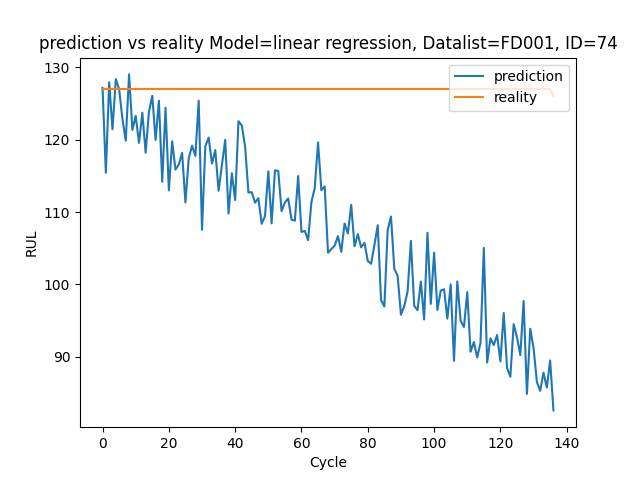 prediction vs reality Model=linear regression, Datalist=FD001, ID=74
130
120
110
100
90
RUL
prediction
reality
0 20 40 60 80 100 120 140
Cycle